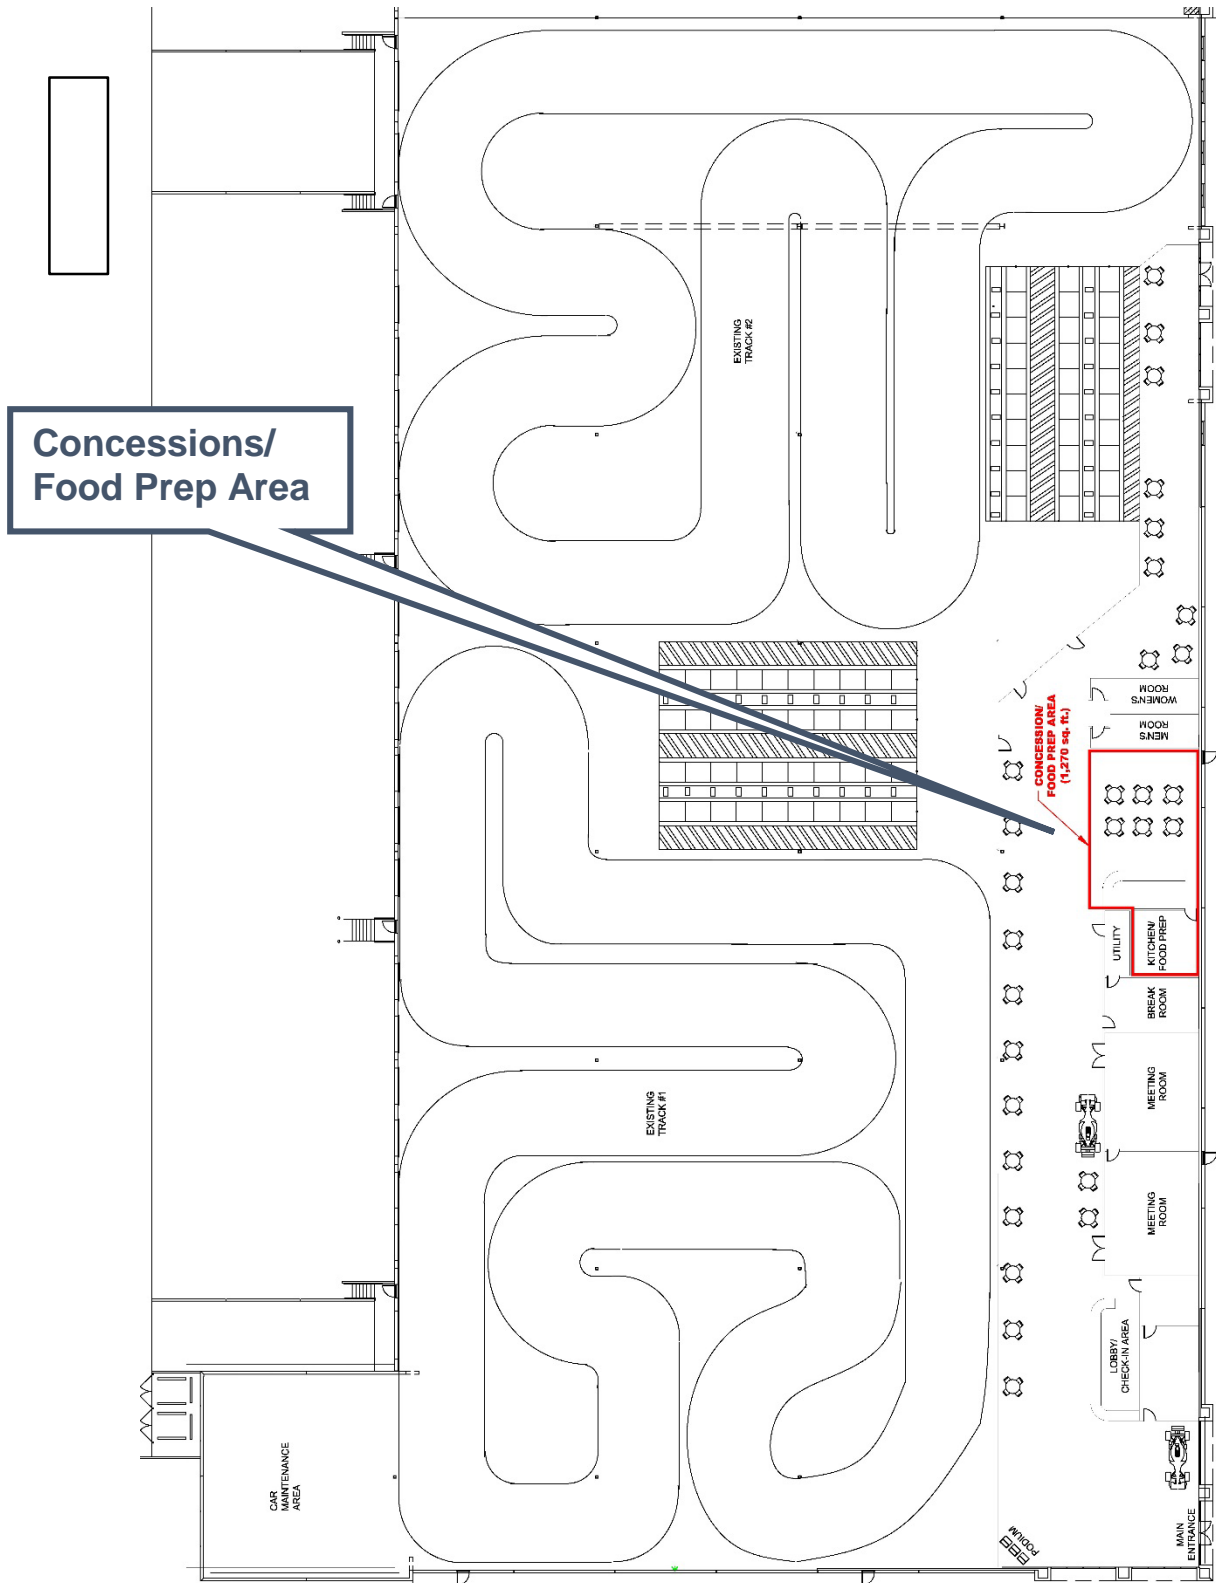 Concessions/
Food Prep Area
EXISTING
TRACK #2
WOMEN'S
ROOM
MEN'S
ROOM
CONCESSION/
FOOD PREP AREA
(1,270 sq. ft.)
UTILITY
KITCHEN/
FOOD PREP
BREAK
ROOM
MEETING
ROOM
EXISTING
TRACK #1
MEETING
ROOM
LOBBY/
CHECK-IN AREA
CAR
MAINTENANCE
AREA
PODIUM
MAIN
ENTRANCE